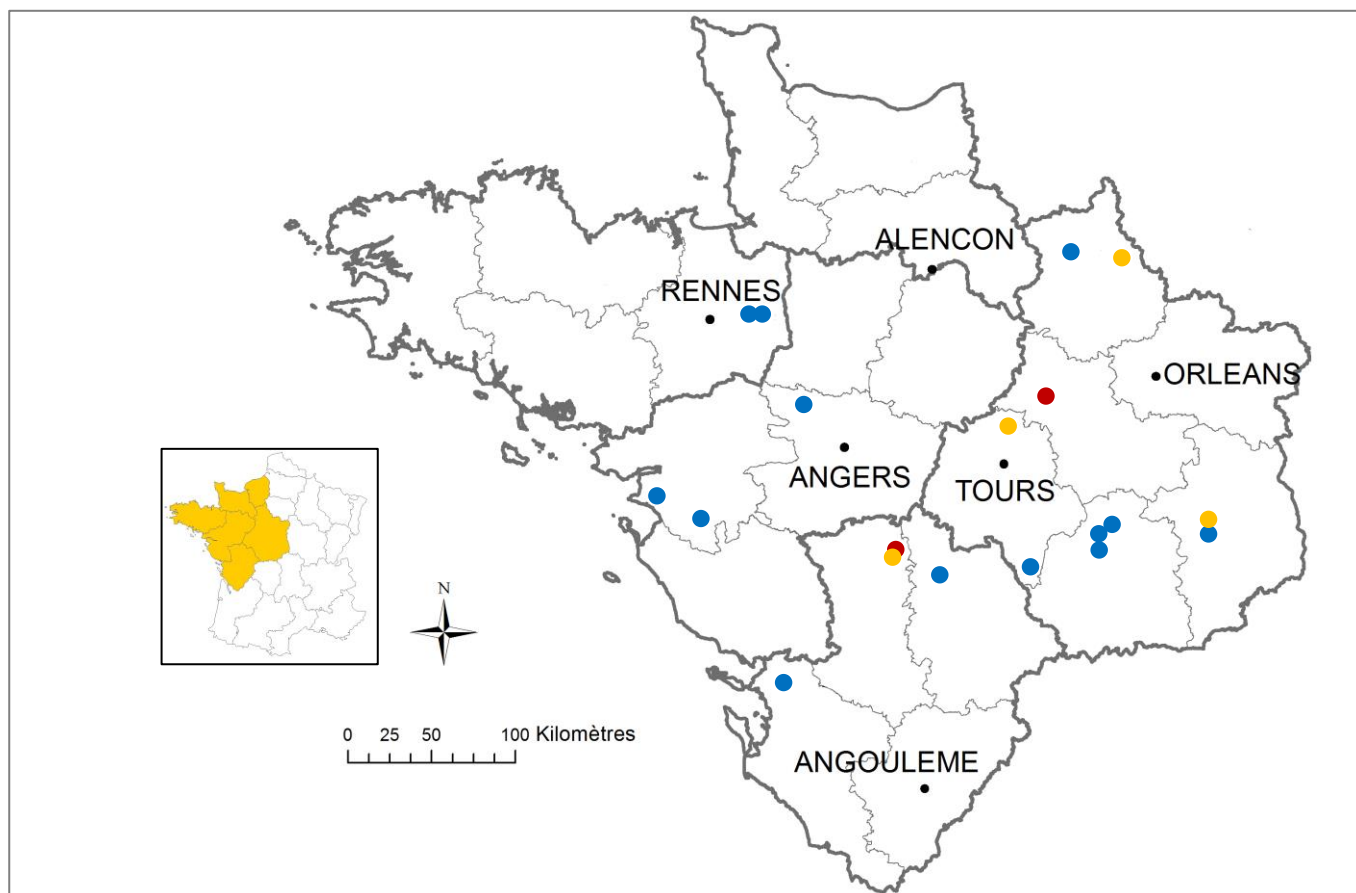 ALENCON
RENNES
ORLEANS
ANGERS
TOURS
N
0 25 50 100 Kilomètres
ANGOULEME